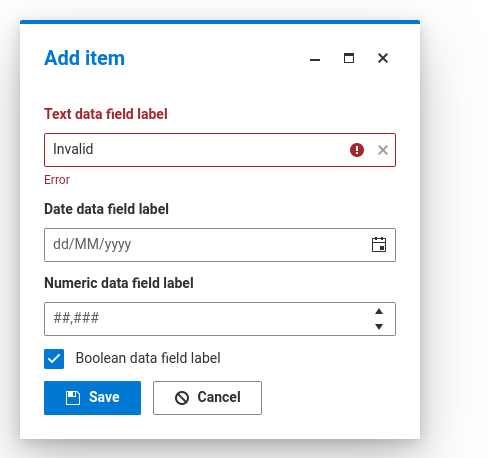 Add item
Text data field label
Invalid
Error
Date data field label
dd/MM/yyyy
Numeric data field label
##,###
Boolean data field label
Save Cancel